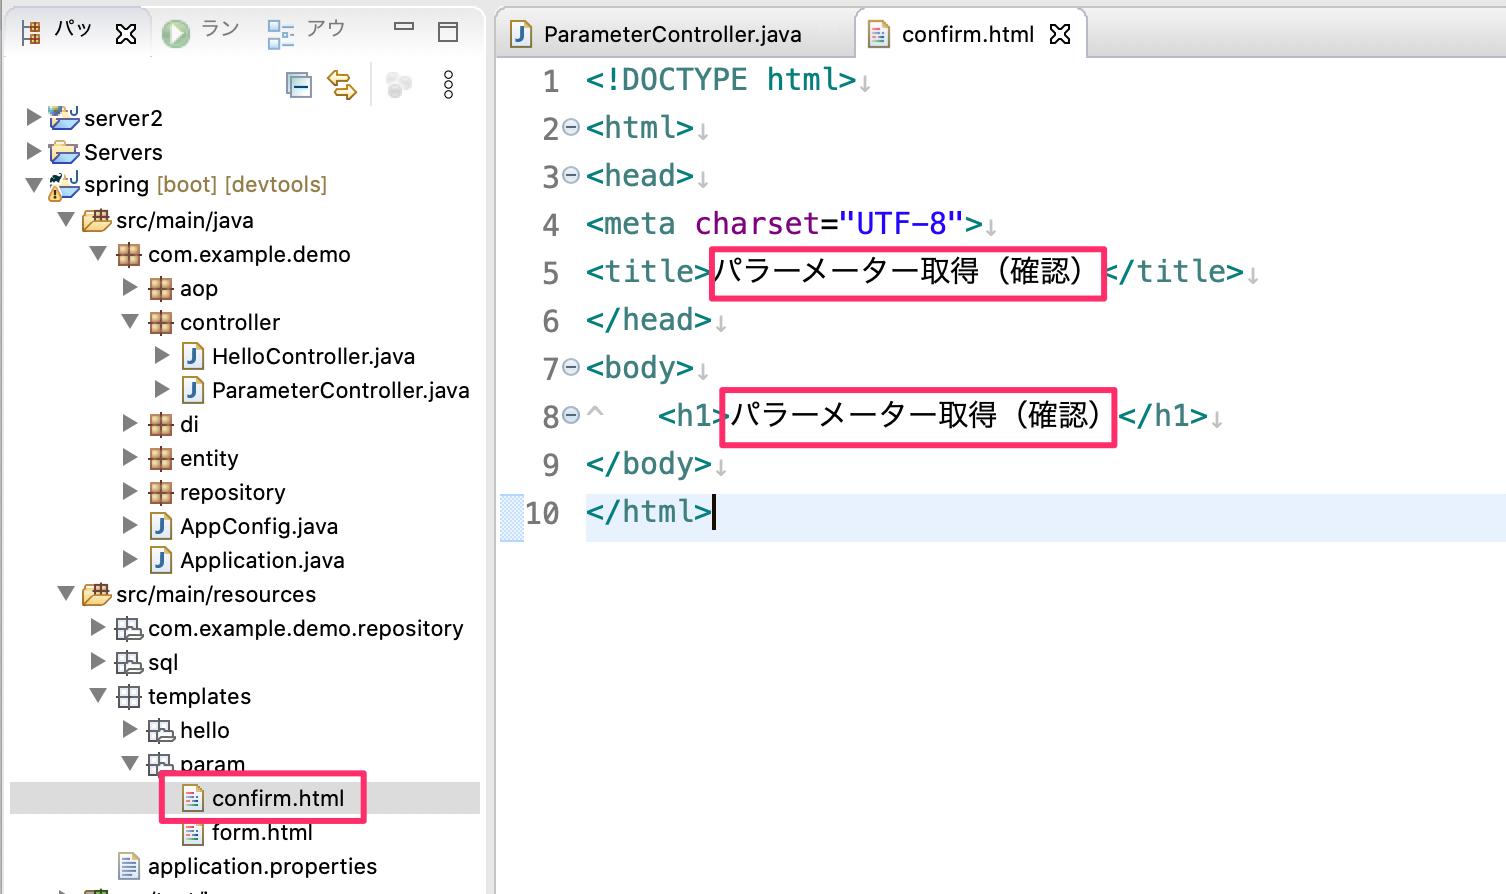 パッ
ラン
アウ
server2
Servers
spring [boot] [devtools]
src/main/java
com.example.demo
aop
controller
HelloController.java
ParameterController.java
di
entity
repository
AppConfig.java
Application.java
src/main/resources
com.example.demo.repository
sql
templates
hello
param
confirm.html
form.html
application.properties
ParameterController.java
confirm.html
1 <!DOCTYPE html>↓
2 <html>↓
3 <head>↓
4 <meta charset="UTF-8">↓
5 <title>パラーメーター取得（確認）</title>↓
6 </head>↓
7 <body>↓
8 ^ <h1>パラーメーター取得（確認）</h1>↓
9 </body>↓
10 </html>